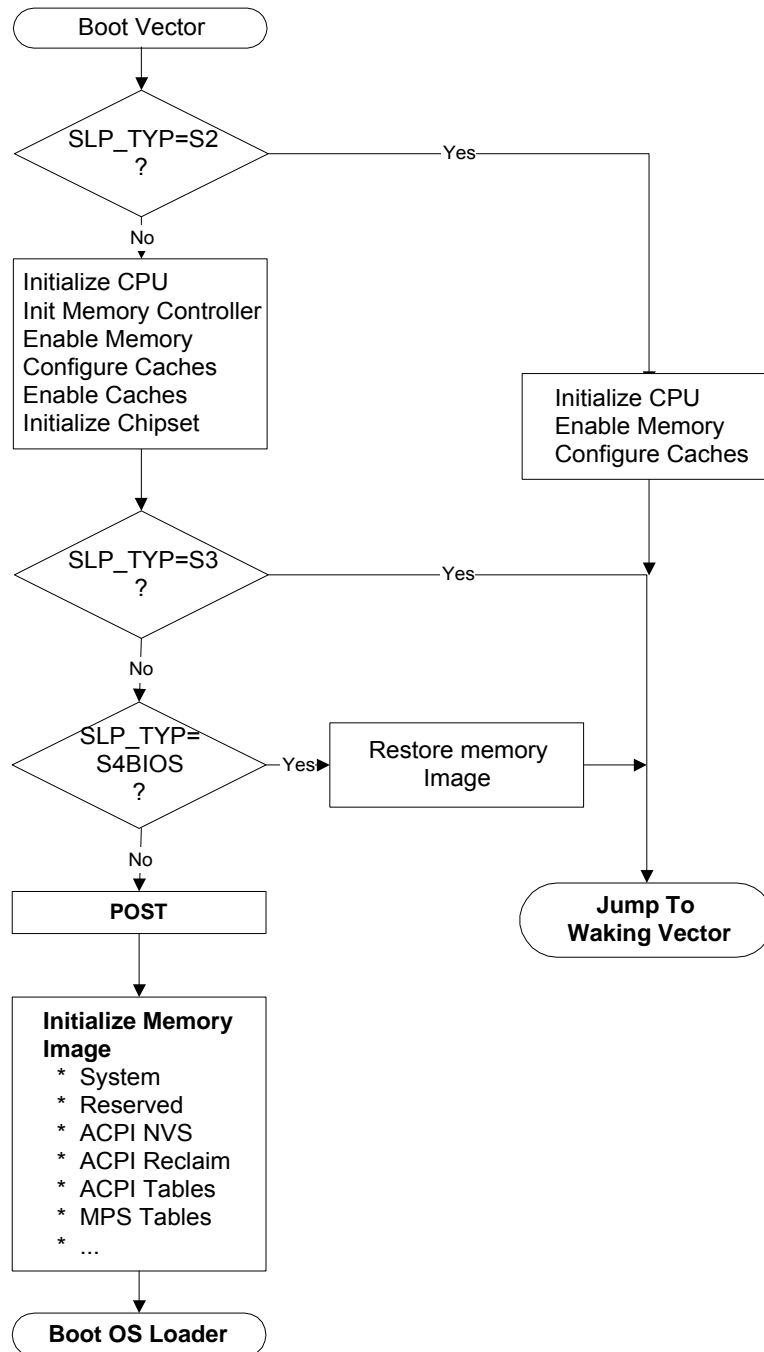 Boot Vector
SLP_TYP=S2
?
Yes
No
Initialize CPU
Init Memory Controller
Enable Memory
Configure Caches
Enable Caches
Initialize Chipset
Initialize CPU
Enable Memory
Configure Caches
SLP_TYP=S3
?
Yes
No
SLP_TYP=
S4BIOS
?
Yes
Restore memory
Image
No
POST
Jump To
Waking Vector
Initialize Memory
Image
* System
* Reserved
* ACPI NVS
* ACPI Reclaim
* ACPI Tables
* MPS Tables
* ...
Boot OS Loader